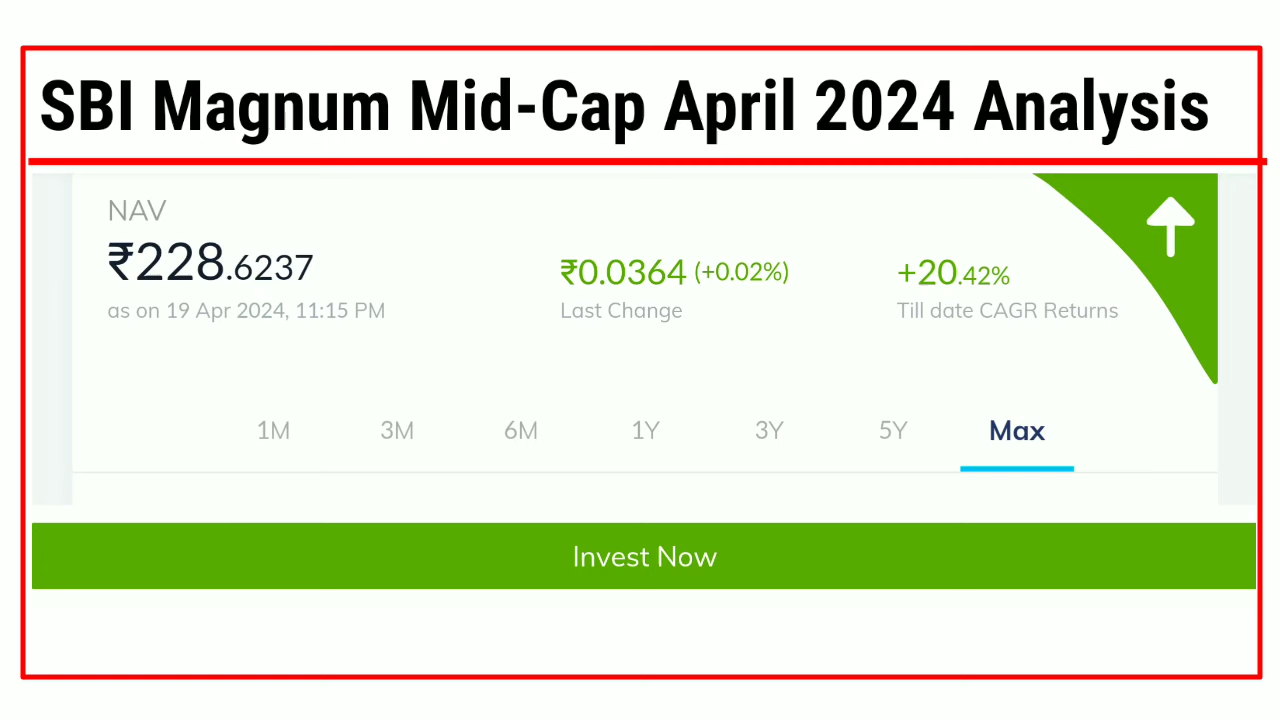 SBI Magnum Mid-Cap April 2024 Analysis
NAV
₹228.6237
₹0.0364 (+0.02%)
+20.42%
as on 19 Apr 2024, 11:15 PM
Last Change
Till date CAGR Returns
1M 3M 6M 1Y 3Y 5Y Max
Invest Now